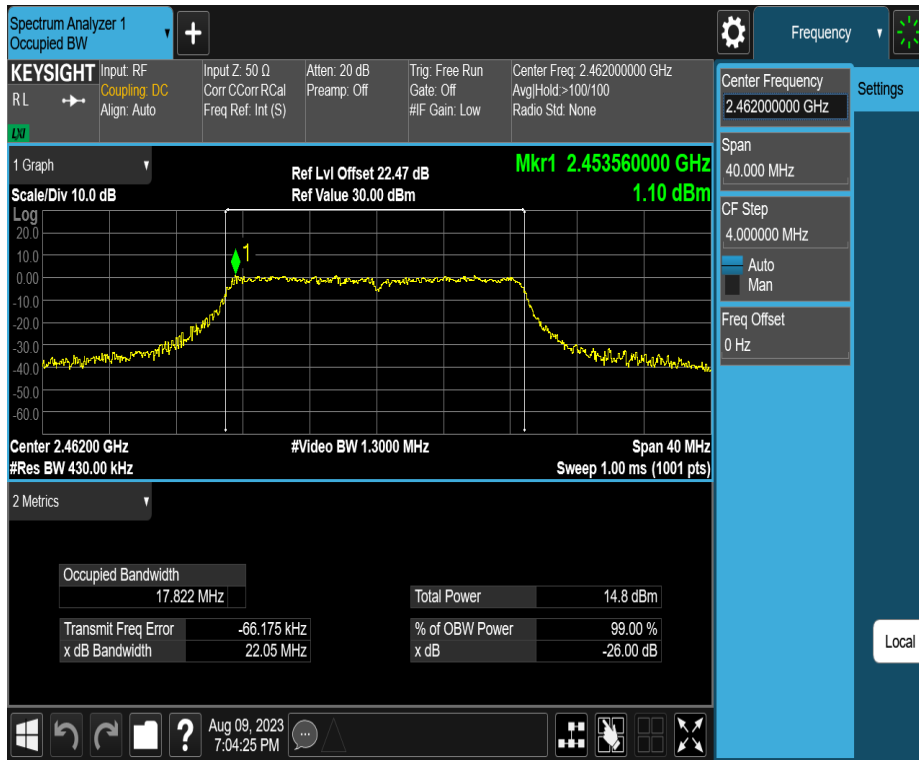 Spectrum Analyzer 1
Occupied BW
+
Frequency
KEYSIGHT
RL
LXI
Input: RF
Coupling: DC
Align: Auto
Input Z: 50 Ω
Corr CCorr RCal
Freq Ref: Int (S)
Atten: 20 dB
Preamp: Off
Trig: Free Run
Gate: Off
#IF Gain: Low
Center Freq: 2.462000000 GHz
Avg|Hold:>100/100
Radio Std: None
Center Frequency
2.462000000 GHz
Settings
Span
40.000 MHz
CF Step
4.000000 MHz
Auto
Man
Freq Offset
0 Hz
Local
1 Graph
Scale/Div 10.0 dB
Ref Lvl Offset 22.47 dB
Ref Value 30.00 dBm
Mkr1 2.453560000 GHz
1.10 dBm
Log
20.0
10.0
0.00
-10.0
-20.0
-30.0
-40.0
-50.0
-60.0
1
Center 2.46200 GHz
#Video BW 1.3000 MHz
Span 40 MHz
#Res BW 430.00 kHz
Sweep 1.00 ms (1001 pts)
2 Metrics
Occupied Bandwidth
17.822 MHz
Total Power 14.8 dBm
Transmit Freq Error -66.175 kHz
% of OBW Power 99.00 %
x dB Bandwidth 22.05 MHz
x dB -26.00 dB
?
Aug 09, 2023
7:04:25 PM